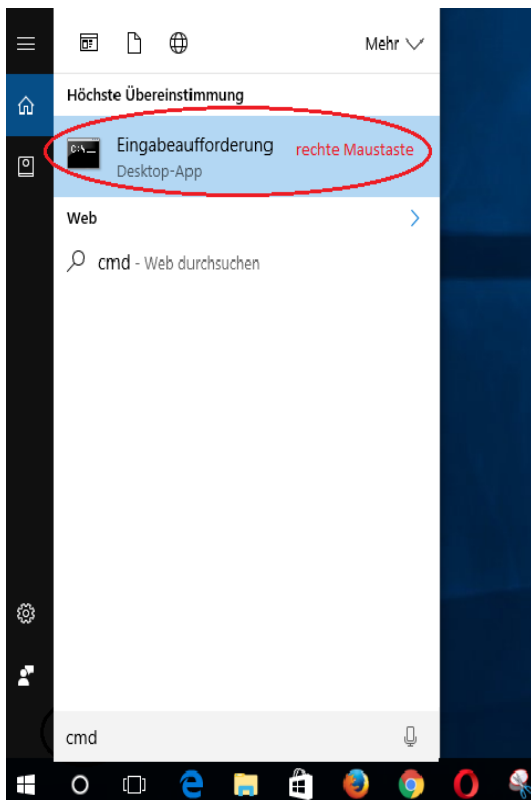 Mehr
Höchste Übereinstimmung
C:\_
Eingabeaufforderung rechte Maustaste
Desktop-App
Web
cmd - Web durchsuchen
cmd